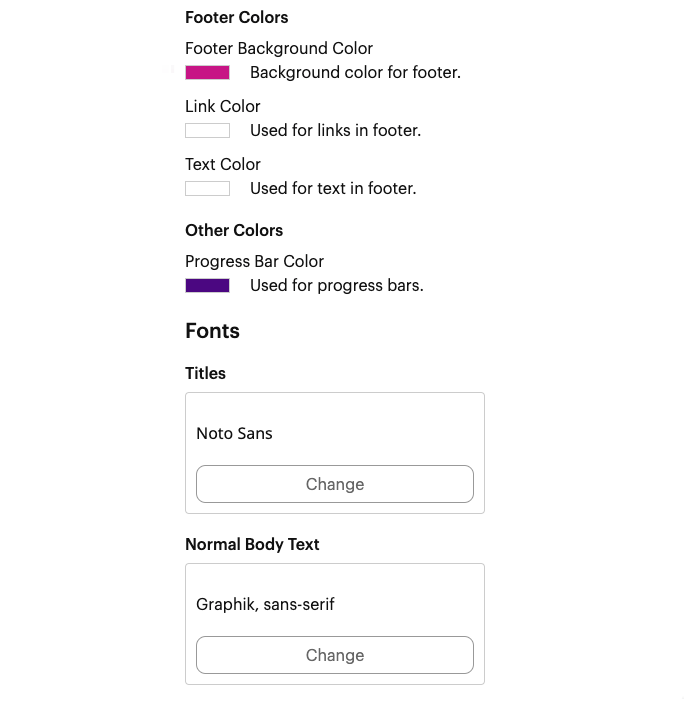 Footer Colors
Footer Background Color
Background color for footer.
Link Color
Used for links in footer.
Text Color
Used for text in footer.
Other Colors
Progress Bar Color
Used for progress bars.
Fonts
Titles
Noto Sans
Change
Normal Body Text
Graphik, sans-serif
Change